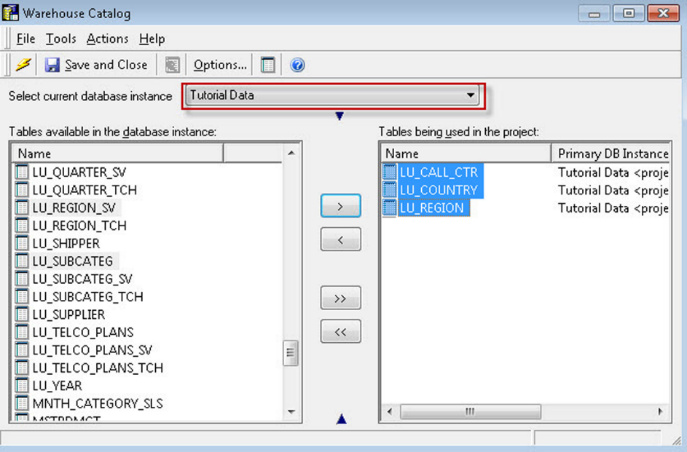 Warehouse Catalog
File Tools Actions Help
Save and Close Options...
Select current database instance Tutorial Data
Tables available in the database instance:
Name
LU_QUARTER_SV
LU_QUARTER_TCH
LU_REGION_SV
LU_REGION_TCH
LU_SHIPPER
LU_SUBCATEG
LU_SUBCATEG_SV
LU_SUBCATEG_TCH
LU_SUPPLIER
LU_TELCO_PLANS
LU_TELCO_PLANS_SV
LU_TELCO_PLANS_TCH
LU_YEAR
MNTH_CATEGORY_SLS
>
<
>>
<<
Tables being used in the project:
Name Primary DB Instance
LU_CALL_CTR Tutorial Data <proje
LU_COUNTRY Tutorial Data <proje
LU_REGION Tutorial Data <proje